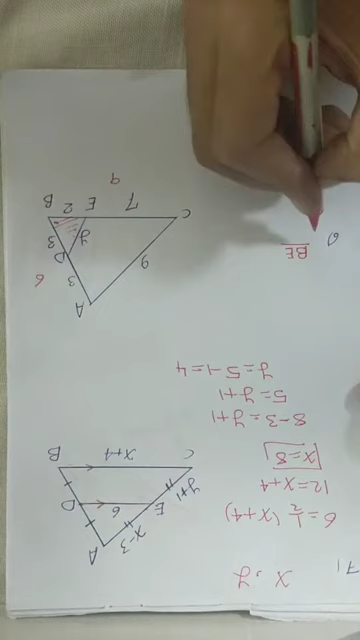 x , y
71
6 = 1/2 (x+4)
12 = x+4
x=8
8-3 = y+1
5 = y+1
y = 5-1 = 4
A
D
E
B
C
6
x-3
y+1
x+4
BE
A
D
B
E
C
3
3
6
y
9
2
7
9